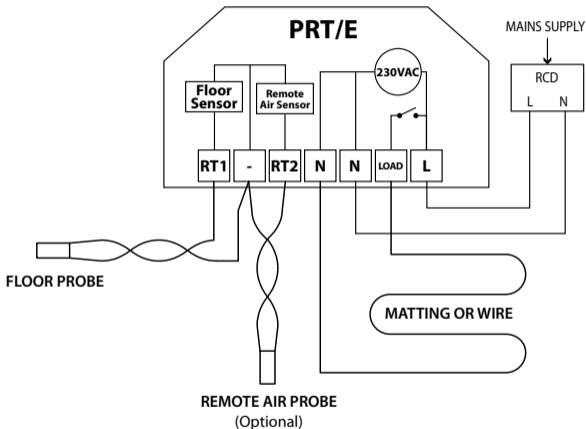 PRT/E
MAINS SUPPLY
230VAC
RCD
L N
Floor
Sensor
Remote
Air Sensor
RT1 - RT2 N N LOAD L
FLOOR PROBE
MATTING OR WIRE
REMOTE AIR PROBE
(Optional)